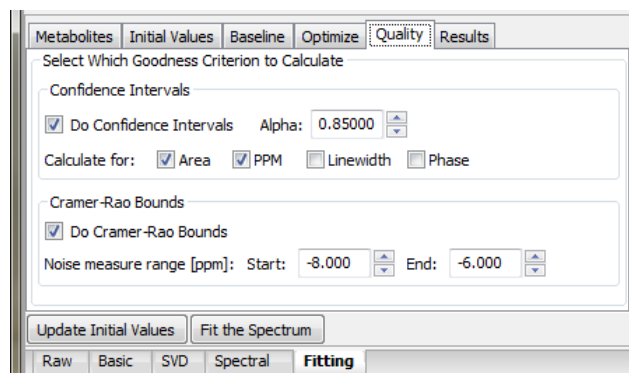 Metabolites Initial Values Baseline Optimize Quality Results
Select Which Goodness Criterion to Calculate
Confidence Intervals
Do Confidence Intervals Alpha: 0.85000
Calculate for: Area PPM Linewidth Phase
Cramer-Rao Bounds
Do Cramer-Rao Bounds
Noise measure range [ppm]: Start: -8.000 End: -6.000
Update Initial Values Fit the Spectrum
Raw Basic SVD Spectral Fitting